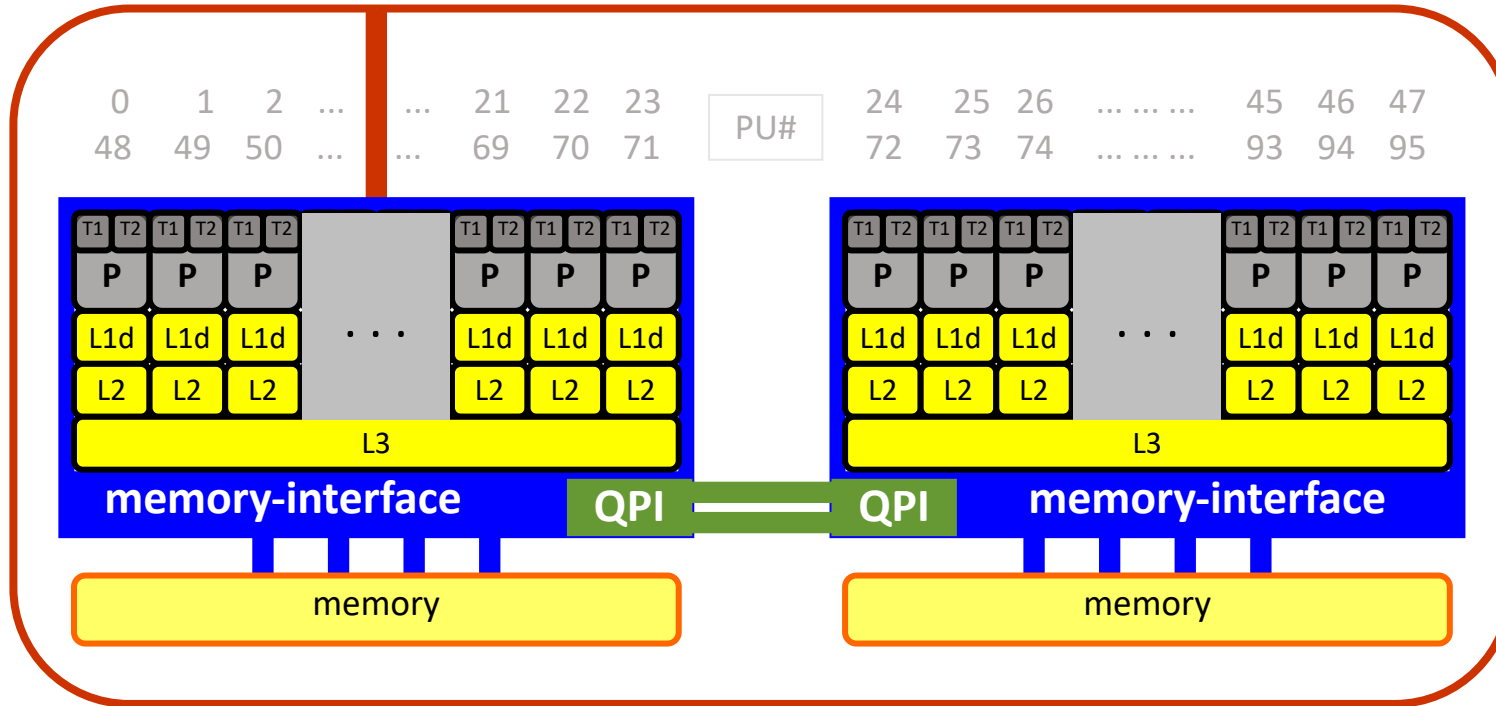 0 1 2 ... ... 21 22 23 PU# 24 25 26 ... ... ... 45 46 47
48 49 50 ... ... 69 70 71 72 73 74 ... ... ... 93 94 95
T1 T2 T1 T2 T1 T2 T1 T2 T1 T2 T1 T2 T1 T2 T1 T2 T1 T2 T1 T2 T1 T2 T1 T2
P P P P P P P P P P P P
L1d L1d L1d . . . L1d L1d L1d L1d L1d L1d . . . L1d L1d L1d
L2 L2 L2 L2 L2 L2 L2 L2 L2 L2 L2 L2
L3 L3
memory-interface QPI QPI memory-interface
memory memory